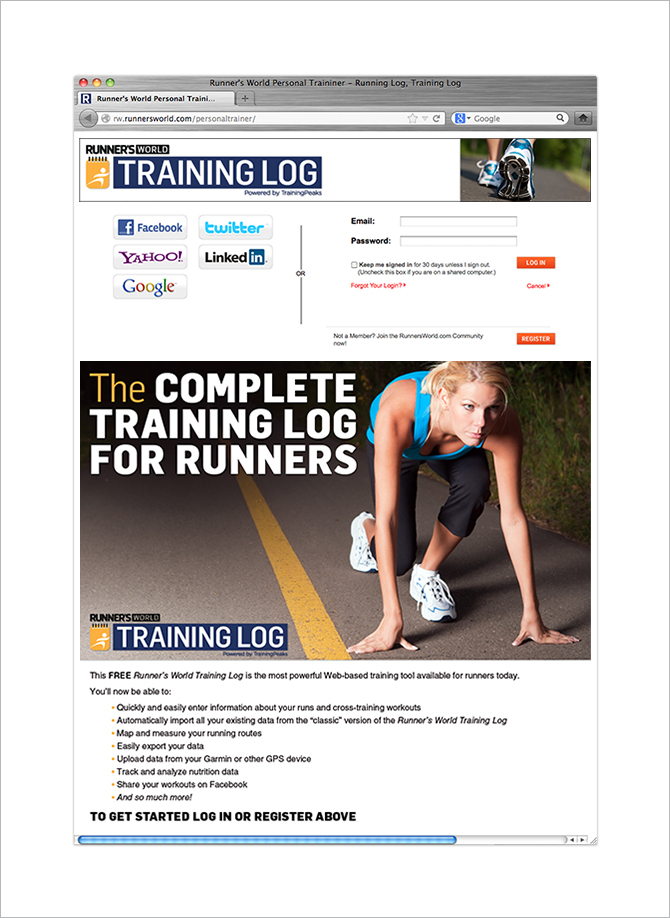 Runner's World Personal Traininer – Running Log, Training Log
R Runner's World Personal Traini...
rw.runnersworld.com/personaltrainer/
Google
RUNNER'S WORLD
TRAINING LOG
Powered by TrainingPeaks
Facebook
twitter
YAHOO!
Linked in
Google
OR
Email:
Password:
Keep me signed in for 30 days unless I sign out.
(Uncheck this box if you are on a shared computer.)
LOG IN
Forgot Your Login?
Cancel
Not a Member? Join the RunnersWorld.com Community
now!
REGISTER
The COMPLETE
TRAINING LOG
FOR RUNNERS
RUNNER'S WORLD
TRAINING LOG
Powered by TrainingPeaks
This FREE Runner's World Training Log is the most powerful Web-based training tool available for runners today.
You'll now be able to:
• Quickly and easily enter information about your runs and cross-training workouts
• Automatically import all your existing data from the “classic” version of the Runner's World Training Log
• Map and measure your running routes
• Easily export your data
• Upload data from your Garmin or other GPS device
• Track and analyze nutrition data
• Share your workouts on Facebook
• And so much more!
TO GET STARTED LOG IN OR REGISTER ABOVE